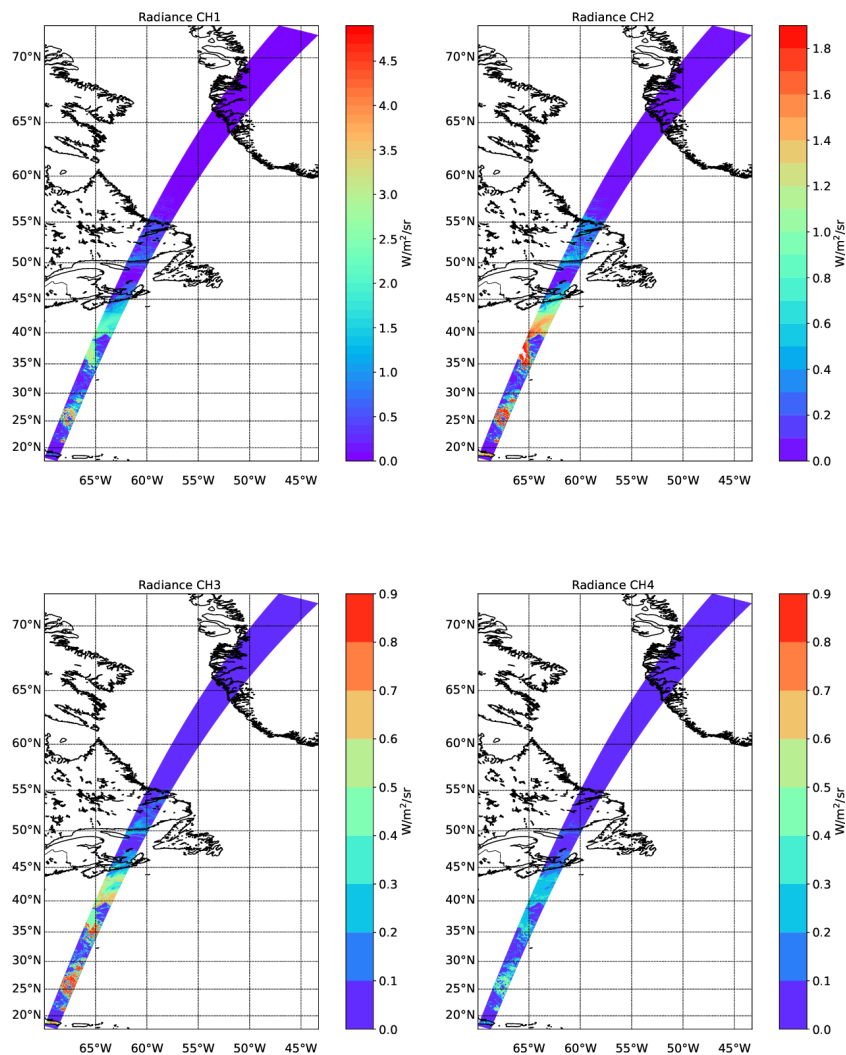 Radiance CH1
70°N
65°N
60°N
55°N
50°N
45°N
40°N
35°N
30°N
25°N
20°N
65°W 60°W 55°W 50°W 45°W
4.5
4.0
3.5
3.0
2.5
2.0
1.5
1.0
0.5
0.0
W/m²/sr
Radiance CH2
70°N
65°N
60°N
55°N
50°N
45°N
40°N
35°N
30°N
25°N
20°N
65°W 60°W 55°W 50°W 45°W
1.8
1.6
1.4
1.2
1.0
0.8
0.6
0.4
0.2
0.0
W/m²/sr
Radiance CH3
70°N
65°N
60°N
55°N
50°N
45°N
40°N
35°N
30°N
25°N
20°N
65°W 60°W 55°W 50°W 45°W
0.9
0.8
0.7
0.6
0.5
0.4
0.3
0.2
0.1
0.0
W/m²/sr
Radiance CH4
70°N
65°N
60°N
55°N
50°N
45°N
40°N
35°N
30°N
25°N
20°N
65°W 60°W 55°W 50°W 45°W
0.9
0.8
0.7
0.6
0.5
0.4
0.3
0.2
0.1
0.0
W/m²/sr